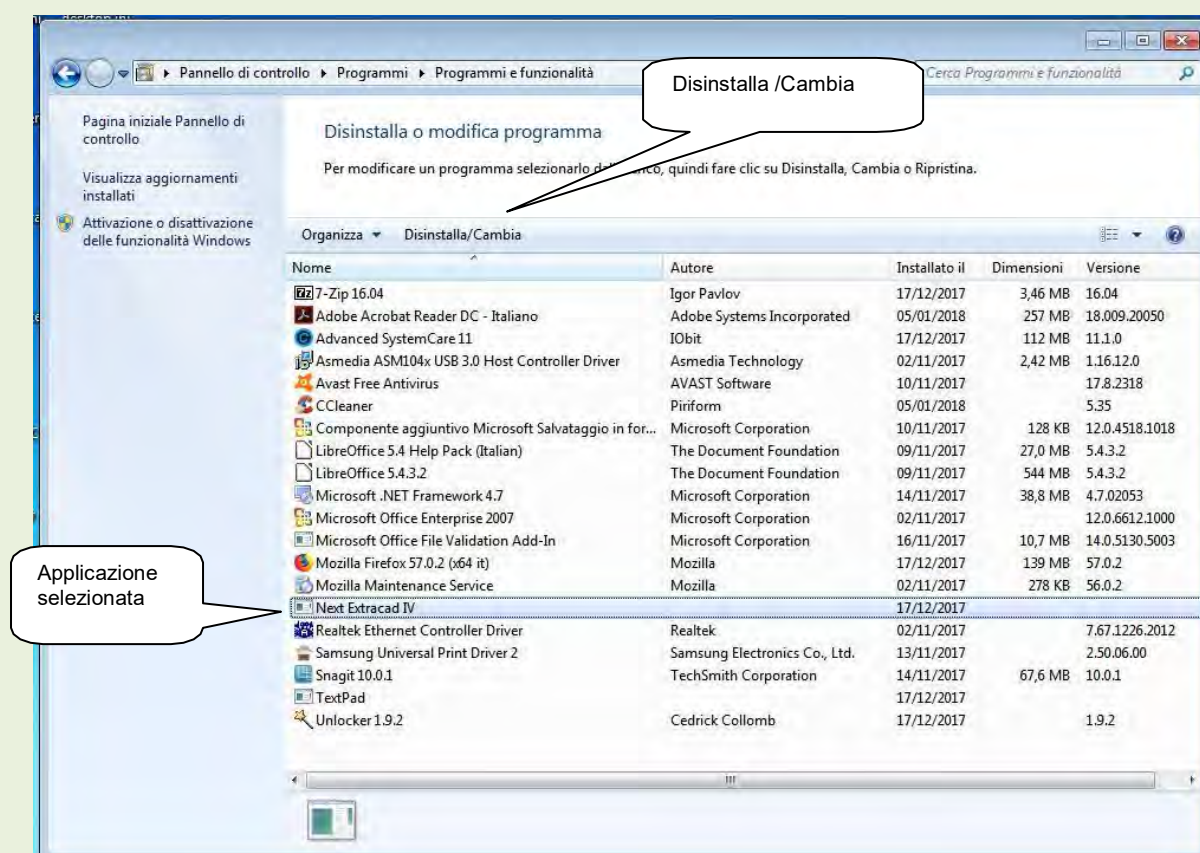 desktop.ini
Pannello di controllo ▸ Programmi ▸ Programmi e funzionalità
Cerca Programmi e funzionalità
Disinstalla /Cambia
Pagina iniziale Pannello di
controllo
Visualizza aggiornamenti
installati
Attivazione o disattivazione
delle funzionalità Windows
Disinstalla o modifica programma
Per modificare un programma selezionarlo quindi fare clic su Disinstalla, Cambia o Ripristina.
Organizza Disinstalla/Cambia
Nome Autore Installato il Dimensioni Versione
7-Zip 16.04 Igor Pavlov 17/12/2017 3,46 MB 16.04
Adobe Acrobat Reader DC - Italiano Adobe Systems Incorporated 05/01/2018 257 MB 18.009.20050
Advanced SystemCare 11 IObit 17/12/2017 112 MB 11.1.0
Asmedia ASM104x USB 3.0 Host Controller Driver Asmedia Technology 02/11/2017 2,42 MB 1.16.12.0
Avast Free Antivirus AVAST Software 10/11/2017 17.8.2318
CCleaner Piriform 05/01/2018 5.35
Componente aggiuntivo Microsoft Salvataggio in for... Microsoft Corporation 10/11/2017 128 KB 12.0.4518.1018
LibreOffice 5.4 Help Pack (Italian) The Document Foundation 09/11/2017 27,0 MB 5.4.3.2
LibreOffice 5.4.3.2 The Document Foundation 09/11/2017 544 MB 5.4.3.2
Microsoft .NET Framework 4.7 Microsoft Corporation 14/11/2017 38,8 MB 4.7.02053
Microsoft Office Enterprise 2007 Microsoft Corporation 02/11/2017 12.0.6612.1000
Microsoft Office File Validation Add-In Microsoft Corporation 16/11/2017 10,7 MB 14.0.5130.5003
Mozilla Firefox 57.0.2 (x64 it) Mozilla 17/12/2017 139 MB 57.0.2
Mozilla Maintenance Service Mozilla 02/11/2017 278 KB 56.0.2
Applicazione
selezionata
Next Extracad IV 17/12/2017
Realtek Ethernet Controller Driver Realtek 02/11/2017 7.67.1226.2012
Samsung Universal Print Driver 2 Samsung Electronics Co., Ltd. 13/11/2017 2.50.06.00
Snagit 10.0.1 TechSmith Corporation 14/11/2017 67,6 MB 10.0.1
TextPad 17/12/2017
Unlocker 1.9.2 Cedrick Collomb 17/12/2017 1.9.2